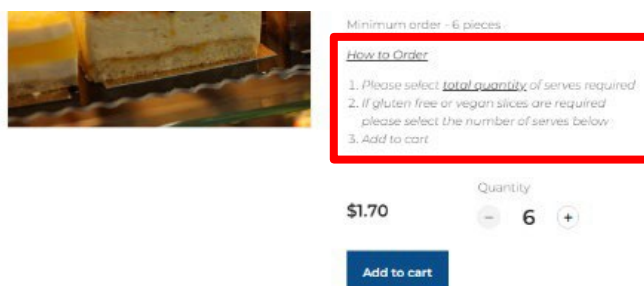 Minimum order - 6 pieces
How to Order
1. Please select total quantity of serves required
2. If gluten free or vegan slices are required
please select the number of serves below
3. Add to cart
Quantity
$1.70
− 6 +
Add to cart